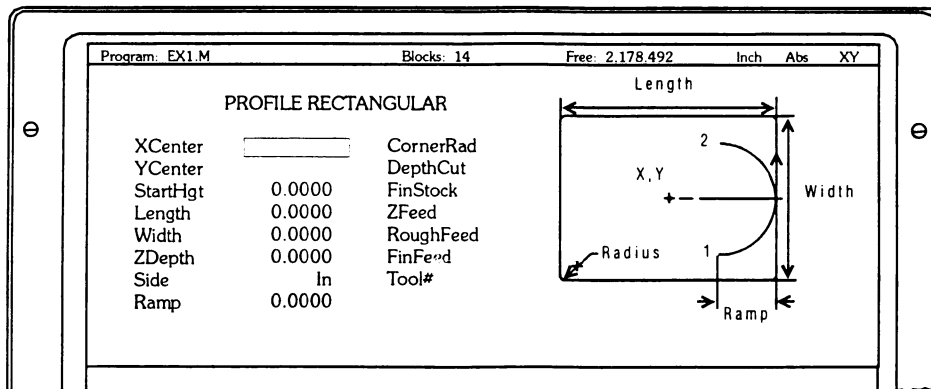 Program: EX1.M Blocks: 14 Free: 2.178.492 Inch Abs XY
PROFILE RECTANGULAR
XCenter CornerRad
YCenter DepthCut
StartHgt 0.0000 FinStock
Length 0.0000 ZFeed
Width 0.0000 RoughFeed
ZDepth 0.0000 FinFeed
Side In Tool#
Ramp 0.0000
Length
2
X,Y
Width
1
Radius
Ramp